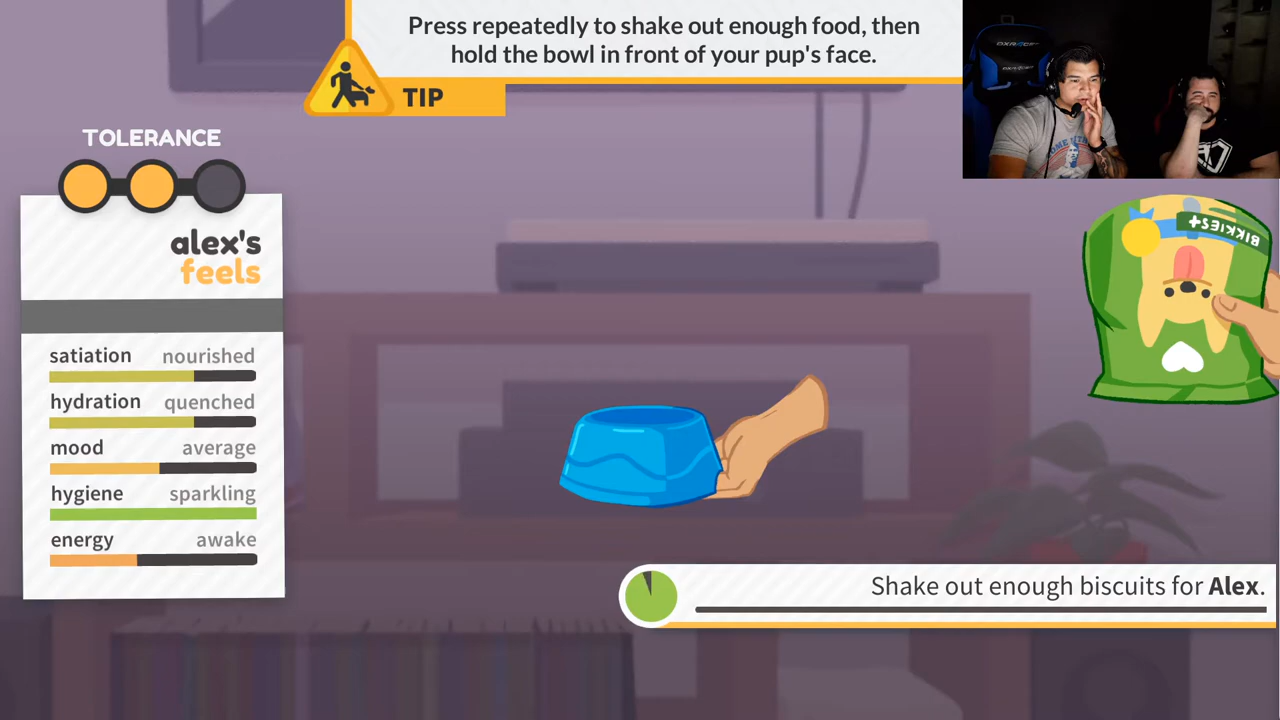 Press repeatedly to shake out enough food, then
hold the bowl in front of your pup's face.
TIP
TOLERANCE
alex's
feels
satiation nourished
hydration quenched
mood average
hygiene sparkling
energy awake
BIKKIES+
Shake out enough biscuits for Alex.